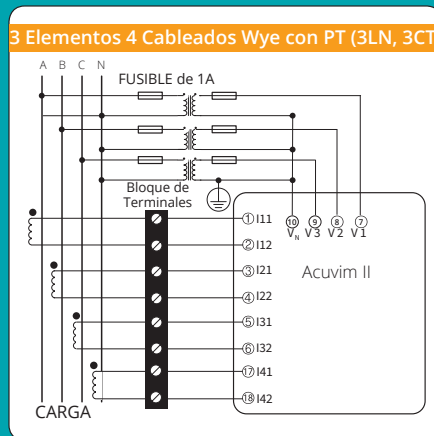 3 Elementos 4 Cableados Wye con PT (3LN, 3CT
A B C N
FUSIBLE de 1A
Bloque de
Terminales
10 9 8 7
VN V3 V2 V1
Acuvim II
1 I11
2 I12
3 I21
4 I22
5 I31
6 I32
17 I41
18 I42
CARGA